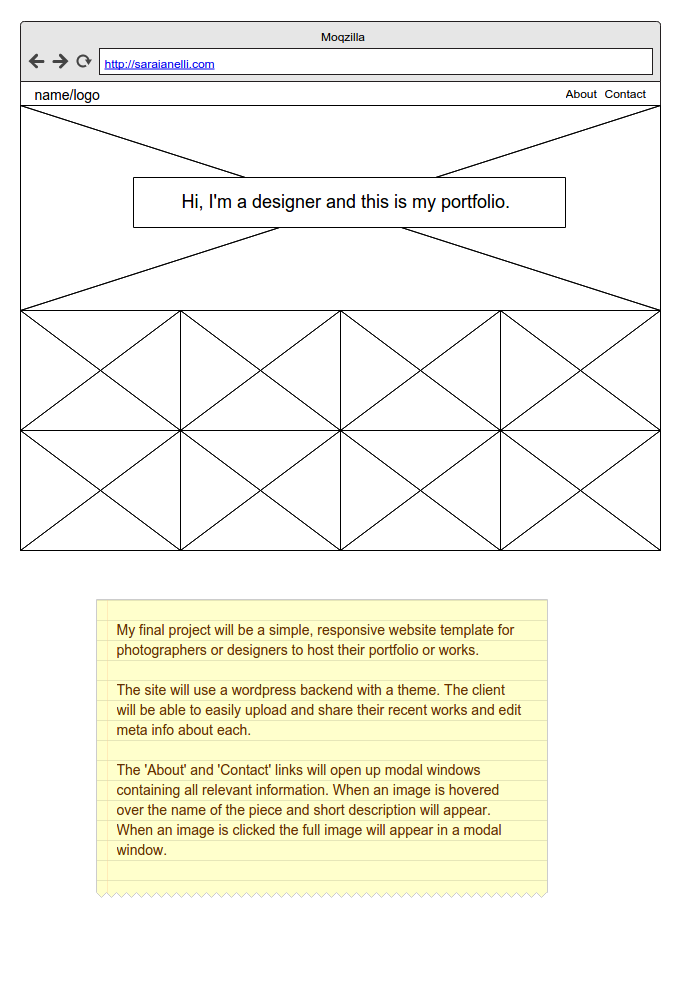 Moqzilla
http://saraianelli.com
name/logo
About Contact
Hi, I'm a designer and this is my portfolio.
My final project will be a simple, responsive website template for
photographers or designers to host their portfolio or works.
The site will use a wordpress backend with a theme. The client
will be able to easily upload and share their recent works and edit
meta info about each.
The 'About' and 'Contact' links will open up modal windows
containing all relevant information. When an image is hovered
over the name of the piece and short description will appear.
When an image is clicked the full image will appear in a modal
window.